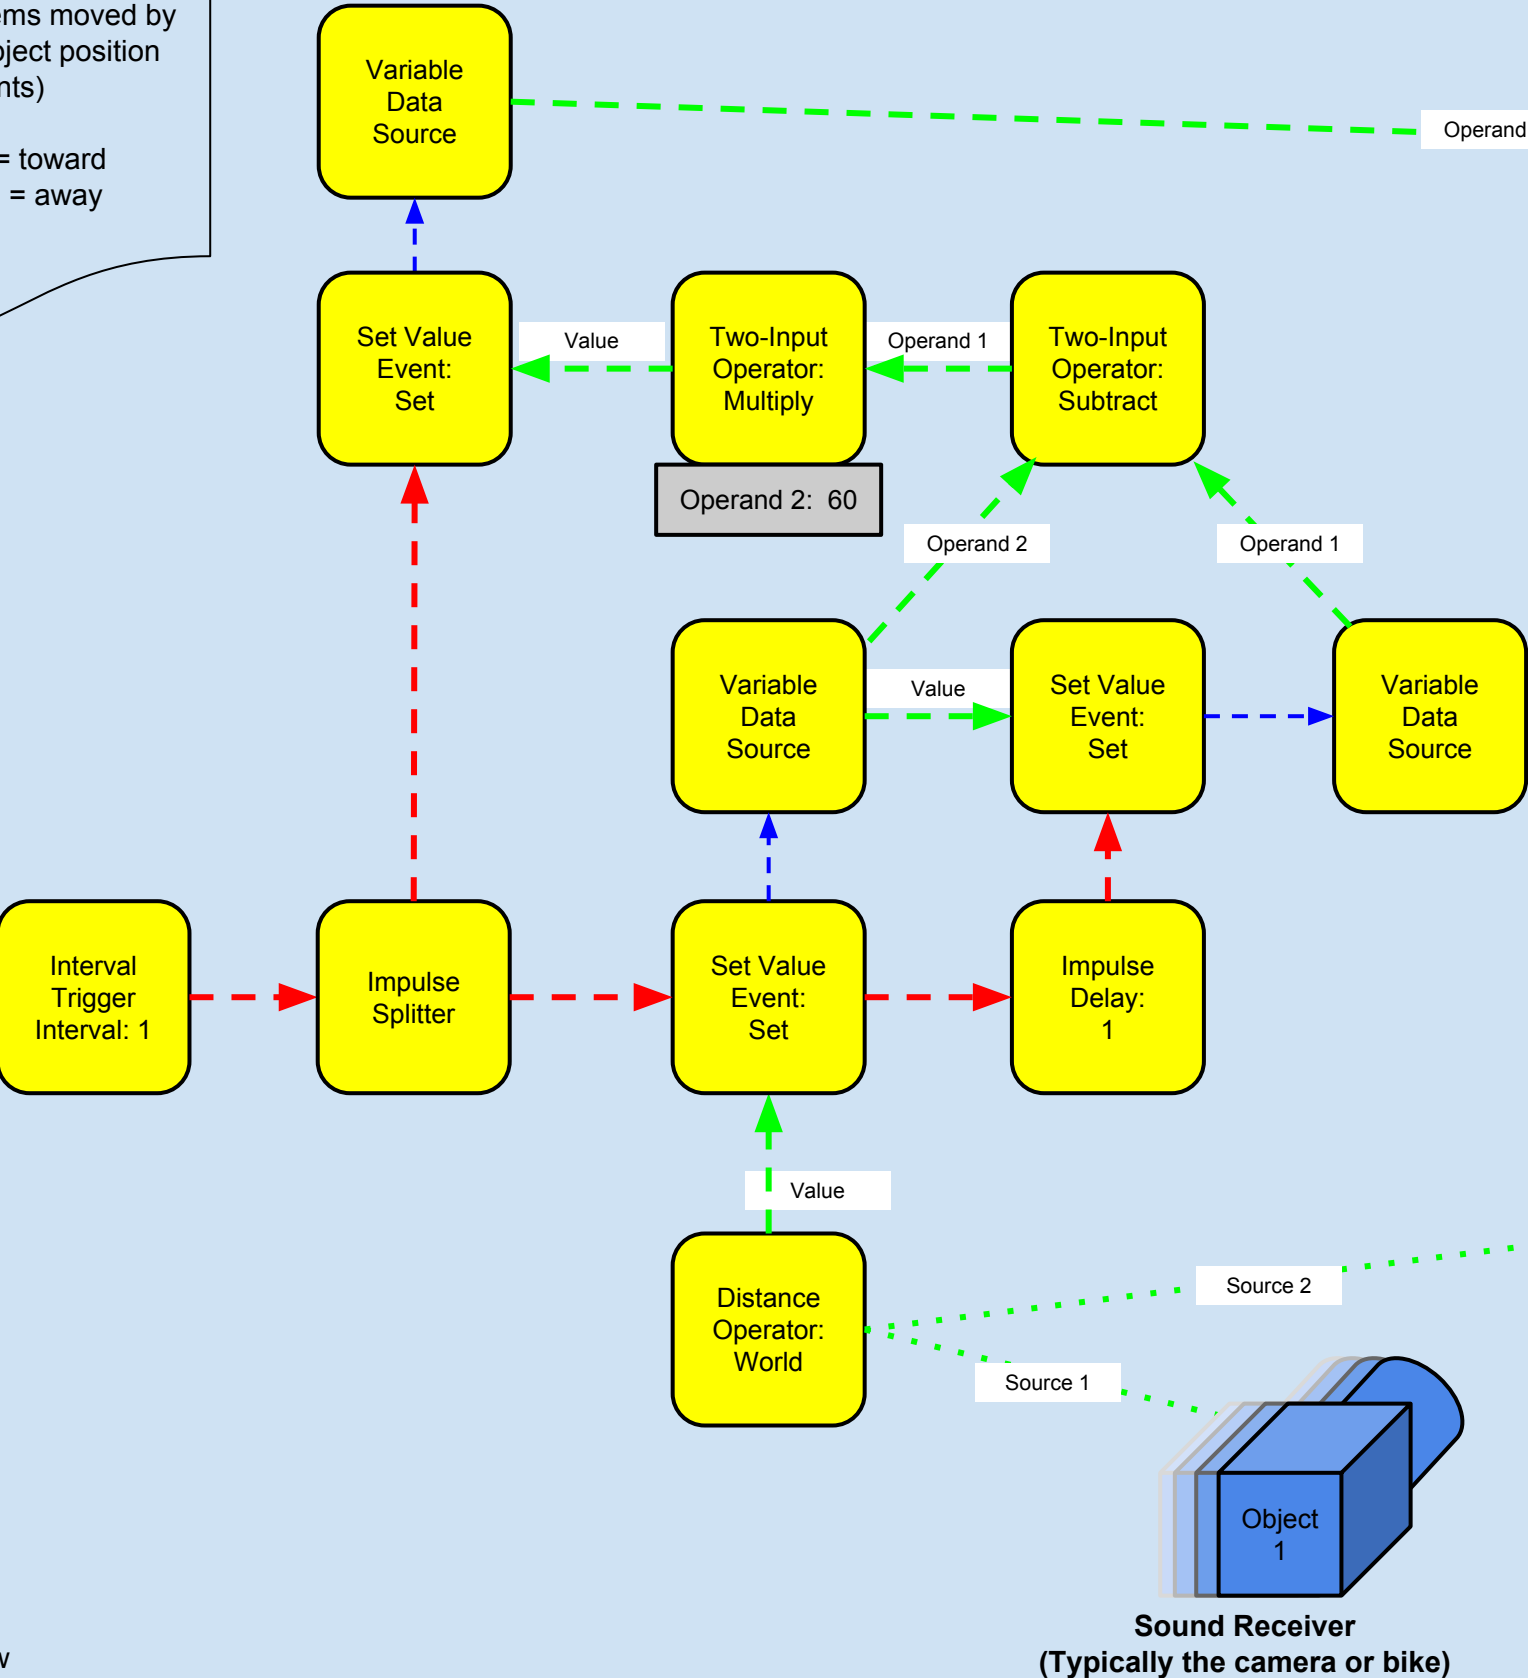 ems moved by
ject position
nts)
= toward
= away
Variable
Data
Source
Operand
Set Value
Event:
Set
Value
Two-Input
Operator:
Multiply
Operand 1
Two-Input
Operator:
Subtract
Operand 2: 60
Operand 2
Operand 1
Variable
Data
Source
Value
Set Value
Event:
Set
Variable
Data
Source
Interval
Trigger
Interval: 1
Impulse
Splitter
Set Value
Event:
Set
Impulse
Delay:
1
Value
Distance
Operator:
World
Source 2
Source 1
Object
1
Sound Receiver
(Typically the camera or bike)
w